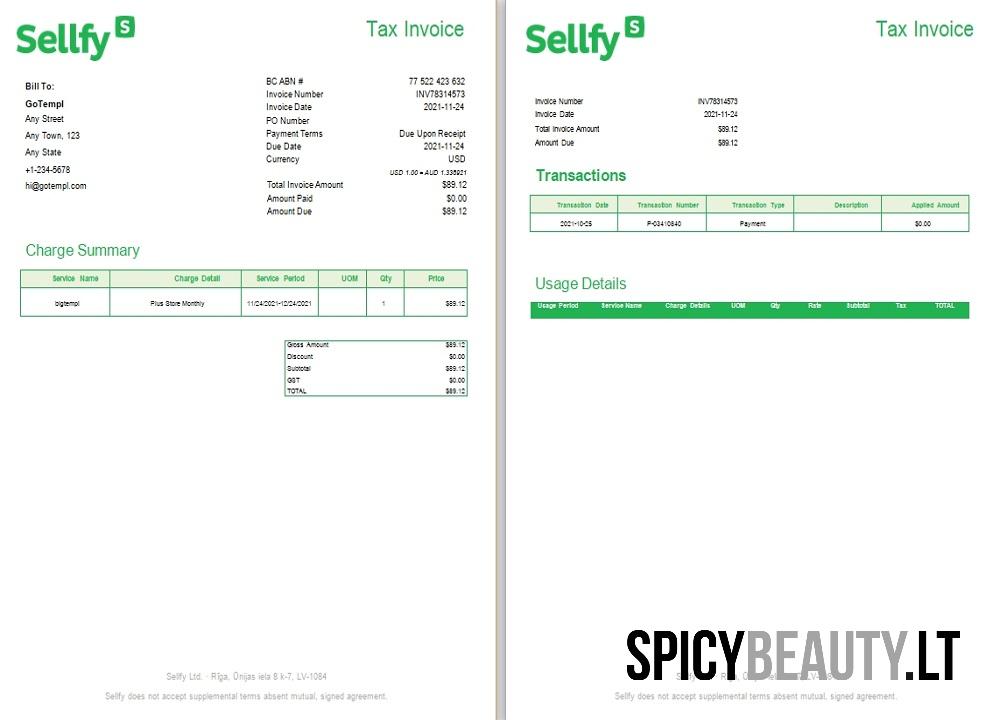 Sellfy S
Tax Invoice
Bill To:
GoTempl
Any Street
Any Town, 123
Any State
+1-234-5678
hi@gotempl.com
BC ABN # 77 522 423 632
Invoice Number INV78314573
Invoice Date 2021-11-24
PO Number
Payment Terms Due Upon Receipt
Due Date 2021-11-24
Currency USD
USD 1.00 = AUD 1.338931
Total Invoice Amount $89.12
Amount Paid $0.00
Amount Due $89.12
Charge Summary
Service Name Charge Detail Service Period UOM Qty Price
bigtempl Plus Store Monthly 11/24/2021-12/24/2021 1 $89.12
Gross Amount $89.12
Discount $0.00
Subtotal $89.12
GST $0.00
TOTAL $89.12
Sellfy Ltd. · Rīga, Ūnijas iela 8 k-7, LV-1084
Sellfy does not accept supplemental terms absent mutual, signed agreement.
Sellfy S
Tax Invoice
Invoice Number INV78314573
Invoice Date 2021-11-24
Total Invoice Amount $89.12
Amount Due $89.12
Transactions
Transaction Date Transaction Number Transaction Type Description Applied Amount
2021-10-25 P-03410840 Payment $0.00
Usage Details
Usage Period Service Name Charge Details UOM Qty Rate Subtotal Tax TOTAL
SPICYBEAUTY.LT
Sellfy does not accept supplemental terms absent mutual, signed agreement.